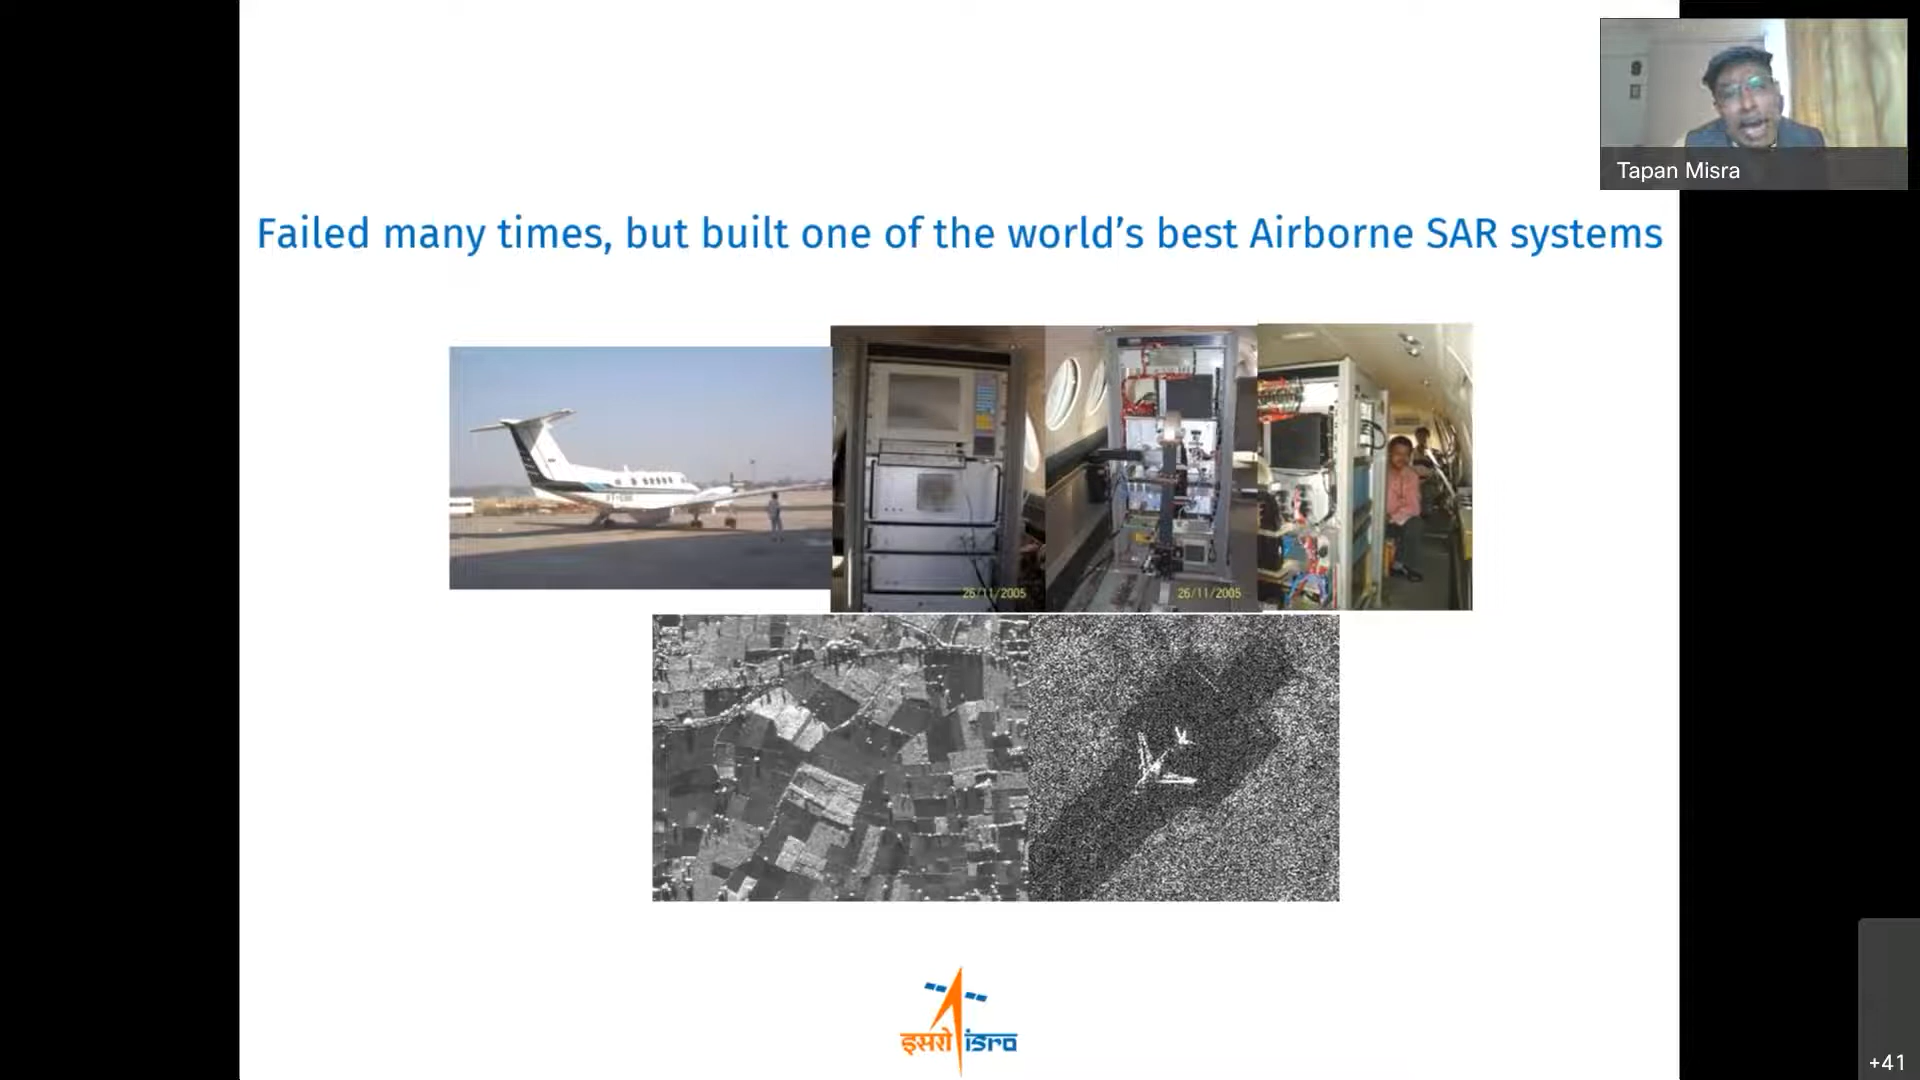 Tapan Misra
Failed many times, but built one of the world's best Airborne SAR systems
26/11/2005
26/11/2005
इसरो isro
+41